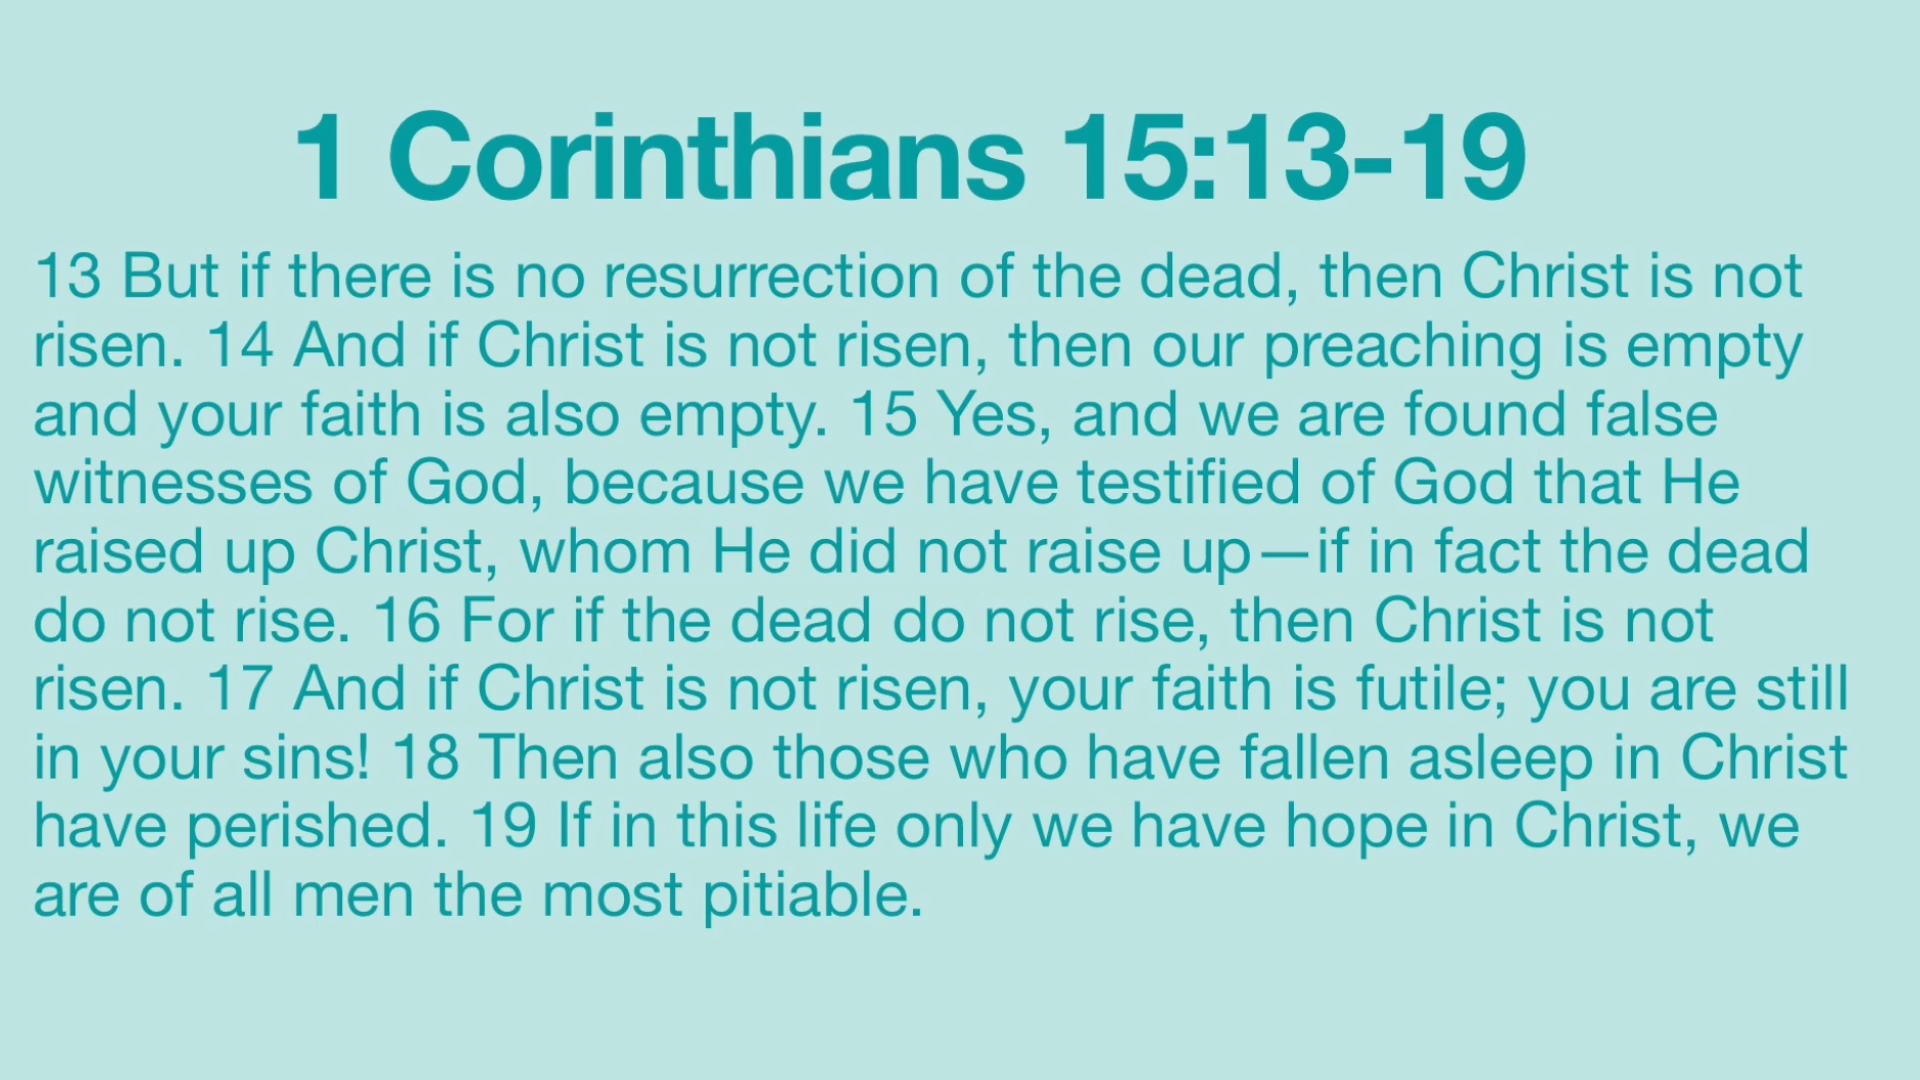 1 Corinthians 15:13-19
13 But if there is no resurrection of the dead, then Christ is not
risen. 14 And if Christ is not risen, then our preaching is empty
and your faith is also empty. 15 Yes, and we are found false
witnesses of God, because we have testified of God that He
raised up Christ, whom He did not raise up—if in fact the dead
do not rise. 16 For if the dead do not rise, then Christ is not
risen. 17 And if Christ is not risen, your faith is futile; you are still
in your sins! 18 Then also those who have fallen asleep in Christ
have perished. 19 If in this life only we have hope in Christ, we
are of all men the most pitiable.